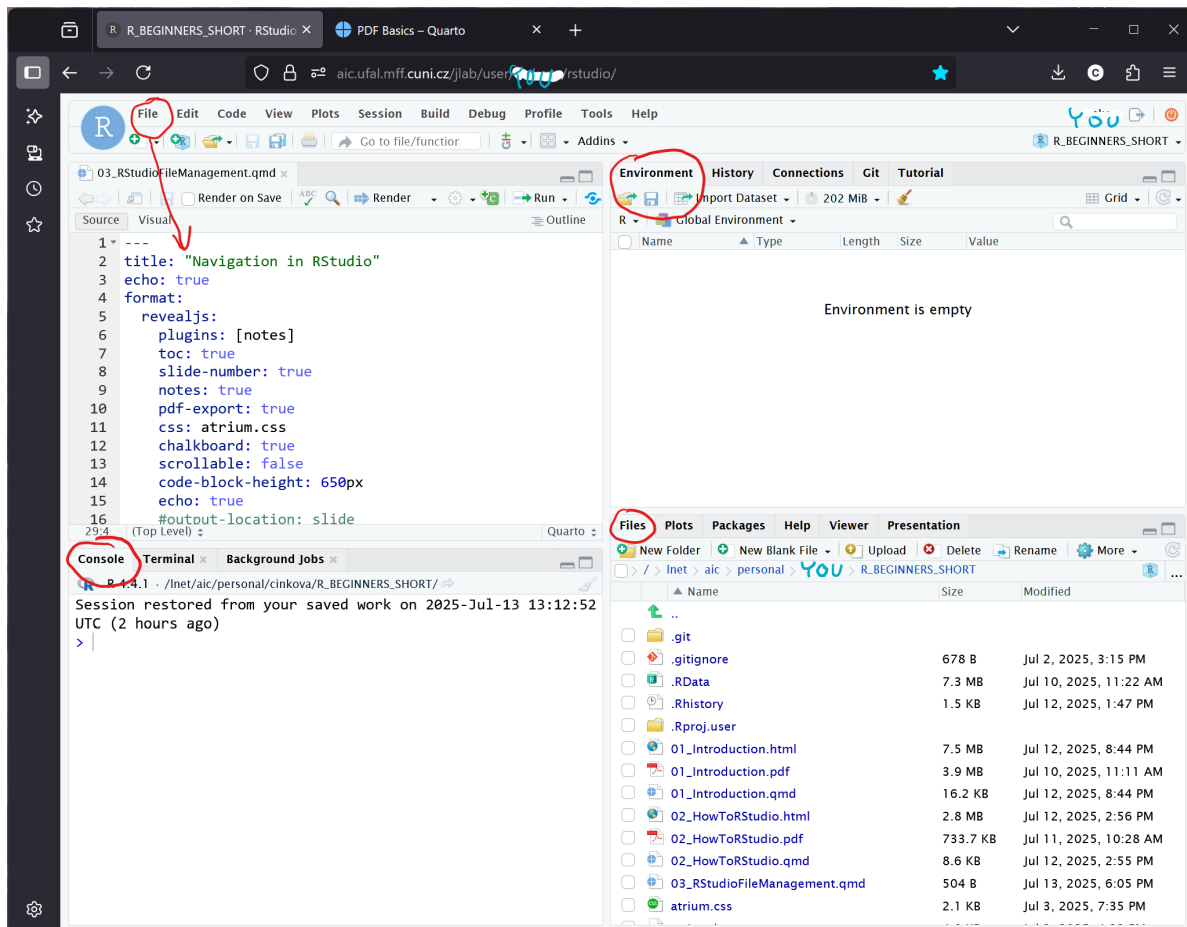 R_BEGINNERS_SHORT · RStudio
PDF Basics – Quarto
aic.ufal.mff.cuni.cz/jlab/user/You/rstudio/
R
File Edit Code View Plots Session Build Debug Profile Tools Help
You
Go to file/function
Addins
R_BEGINNERS_SHORT
03_RStudioFileManagement.qmd
Render on Save
ABC
Render
Run
Source
Visual
Outline
1 ---
2 title: "Navigation in RStudio"
3 echo: true
4 format:
5 revealjs:
6 plugins: [notes]
7 toc: true
8 slide-number: true
9 notes: true
10 pdf-export: true
11 css: atrium.css
12 chalkboard: true
13 scrollable: false
14 code-block-height: 650px
15 echo: true
16 #output-location: slide
29:4 (Top Level) Quarto
Console Terminal Background Jobs
R 4.4.1 · /lnet/aic/personal/cinkova/R_BEGINNERS_SHORT/
Session restored from your saved work on 2025-Jul-13 13:12:52
UTC (2 hours ago)
>
Environment History Connections Git Tutorial
Import Dataset 202 MiB Grid
R Global Environment
Name Type Length Size Value
Environment is empty
Files Plots Packages Help Viewer Presentation
New Folder New Blank File Upload Delete Rename More
/ > lnet > aic > personal > YOU > R_BEGINNERS_SHORT ...
Name Size Modified
..
.git
.gitignore 678 B Jul 2, 2025, 3:15 PM
.RData 7.3 MB Jul 10, 2025, 11:22 AM
.Rhistory 1.5 KB Jul 12, 2025, 1:47 PM
.Rproj.user
01_Introduction.html 7.5 MB Jul 12, 2025, 8:44 PM
01_Introduction.pdf 3.9 MB Jul 10, 2025, 11:11 AM
01_Introduction.qmd 16.2 KB Jul 12, 2025, 8:44 PM
02_HowToRStudio.html 2.8 MB Jul 12, 2025, 2:56 PM
02_HowToRStudio.pdf 733.7 KB Jul 11, 2025, 10:28 AM
02_HowToRStudio.qmd 8.6 KB Jul 12, 2025, 2:55 PM
03_RStudioFileManagement.qmd 504 B Jul 13, 2025, 6:05 PM
atrium.css 2.1 KB Jul 3, 2025, 7:35 PM